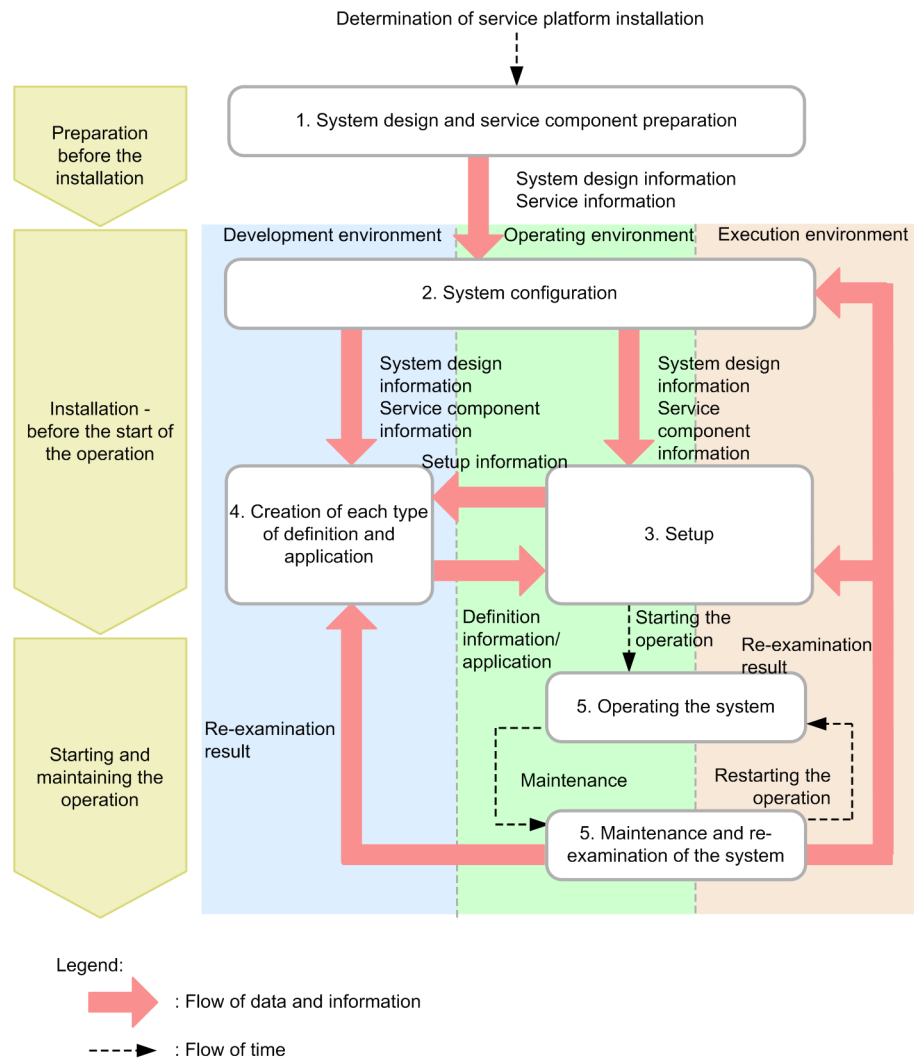 Determination of service platform installation
Preparation
before the
installation
1. System design and service component preparation
System design information
Service information
Development environment
Operating environment
Execution environment
2. System configuration
Installation -
before the start of
the operation
System design
information
Service component
information
System design
information
Service
component
information
Setup information
4. Creation of each type
of definition and
application
3. Setup
Definition
information/
application
Starting the
operation
Re-examination
result
Starting and
maintaining the
operation
Re-examination
result
5. Operating the system
Maintenance
Restarting the
operation
5. Maintenance and re-
examination of the system
Legend:
: Flow of data and information
: Flow of time